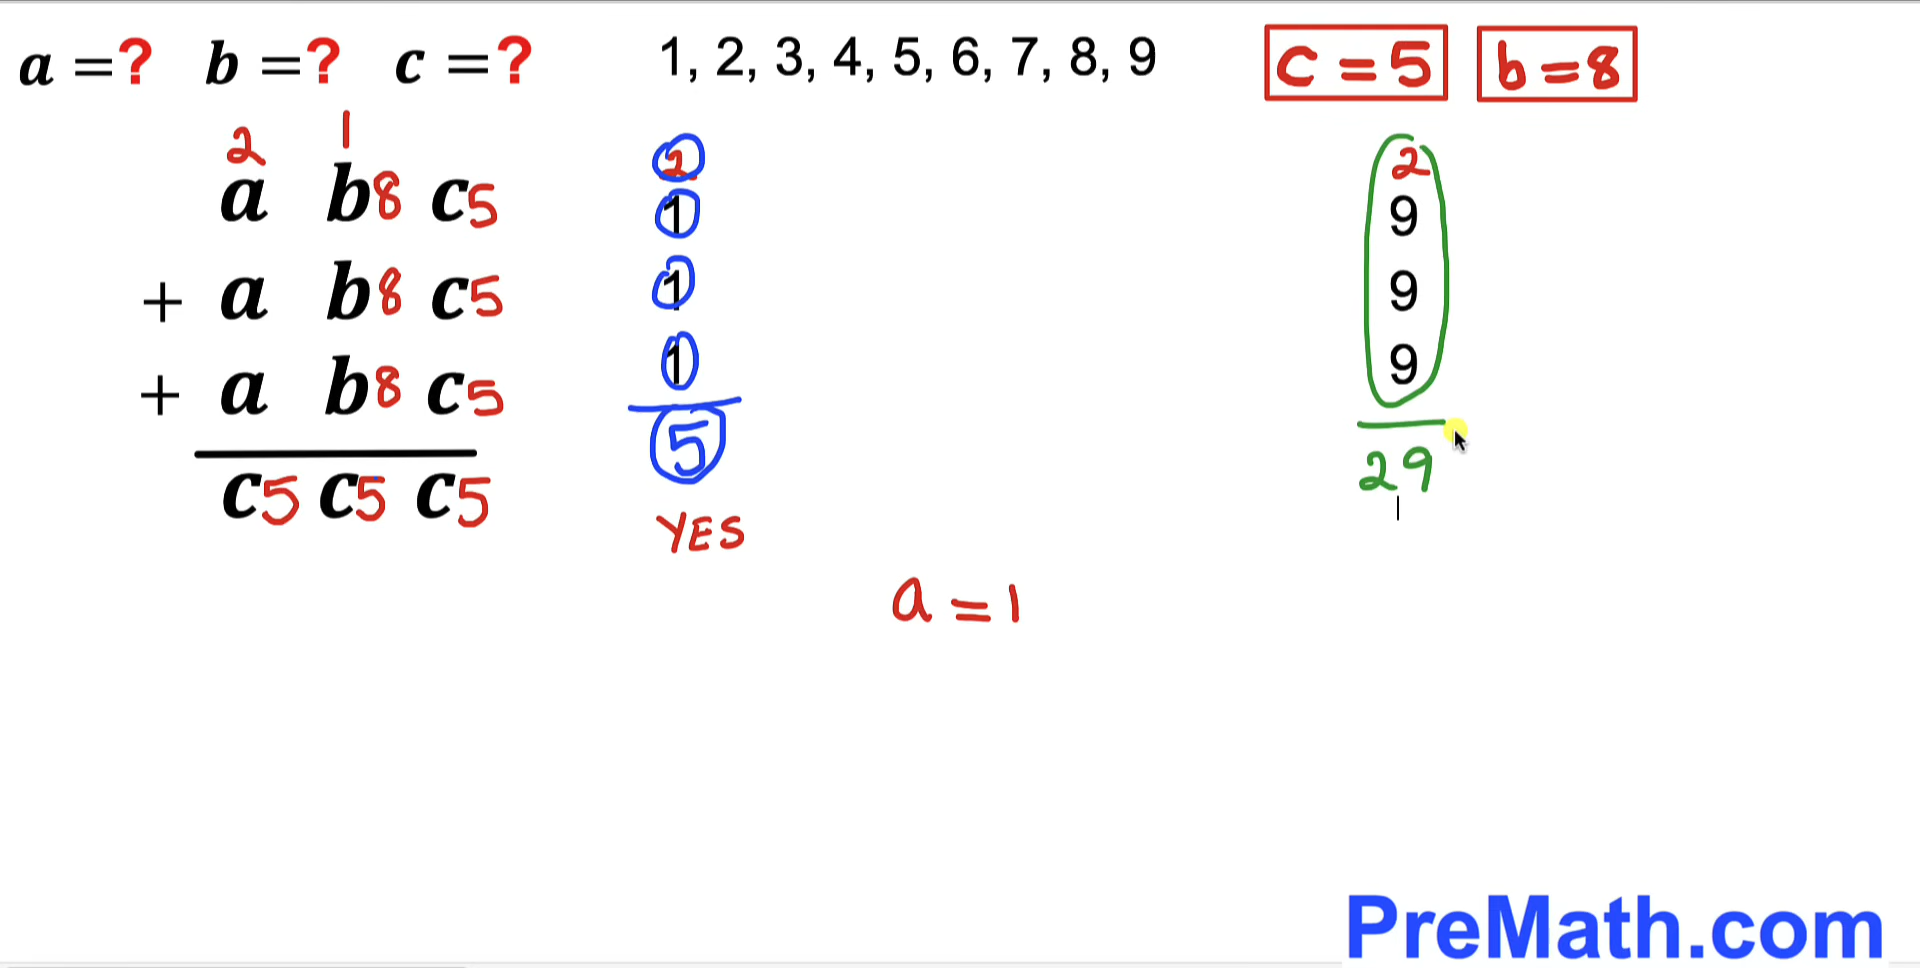 a =? b =? c =? 1, 2, 3, 4, 5, 6, 7, 8, 9 c = 5 b = 8
2 1
a b8 c5
+ a b8 c5
+ a b8 c5
c5 c5 c5
2
1
1
1
5
YES
a = 1
2
9
9
9
29
PreMath.com